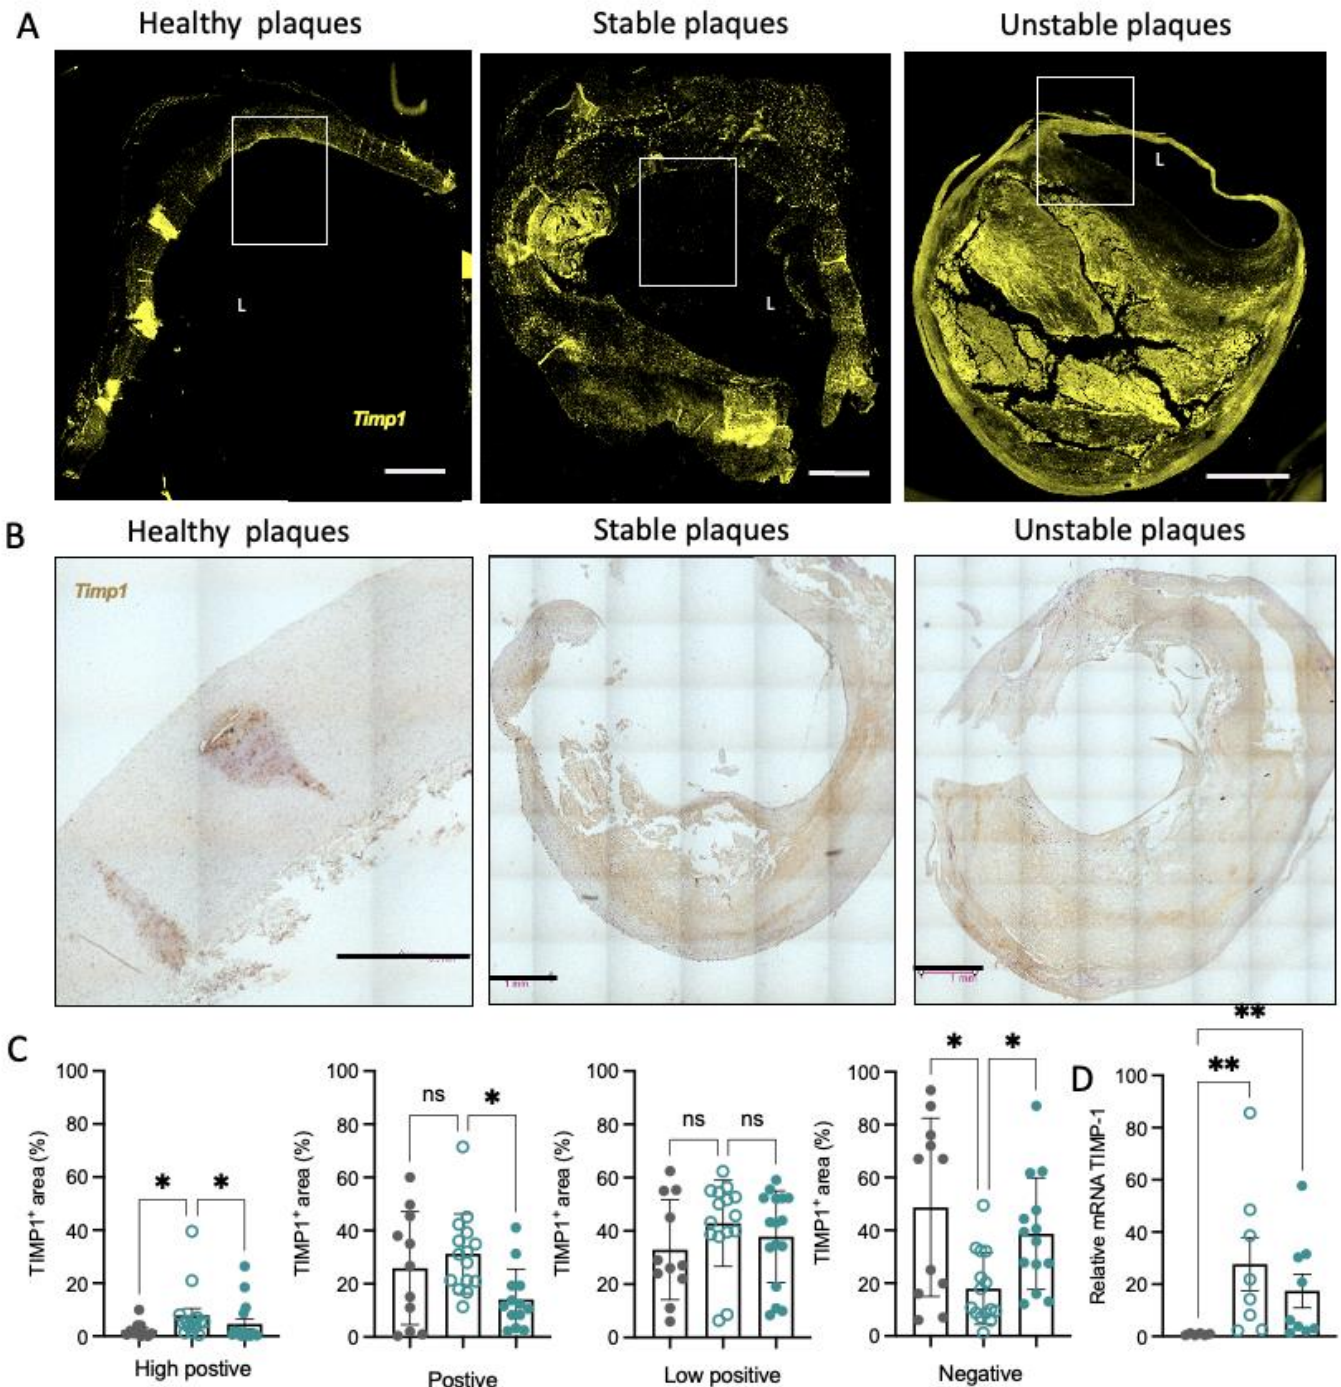 A
Healthy plaques
Stable plaques
Unstable plaques
L
L
L
Timp1
B
Healthy plaques
Stable plaques
Unstable plaques
Timp1
1 mm
1 mm
C
TIMP1+ area (%)
100
80
60
40
20
0
*
*
High postive
TIMP1+ area (%)
100
80
60
40
20
0
ns
*
Postive
TIMP1+ area (%)
100
80
60
40
20
0
ns
ns
Low positive
TIMP1+ area (%)
100
80
60
40
20
0
*
*
Negative
D
Relative mRNA TIMP-1
100
80
60
40
20
0
**
**